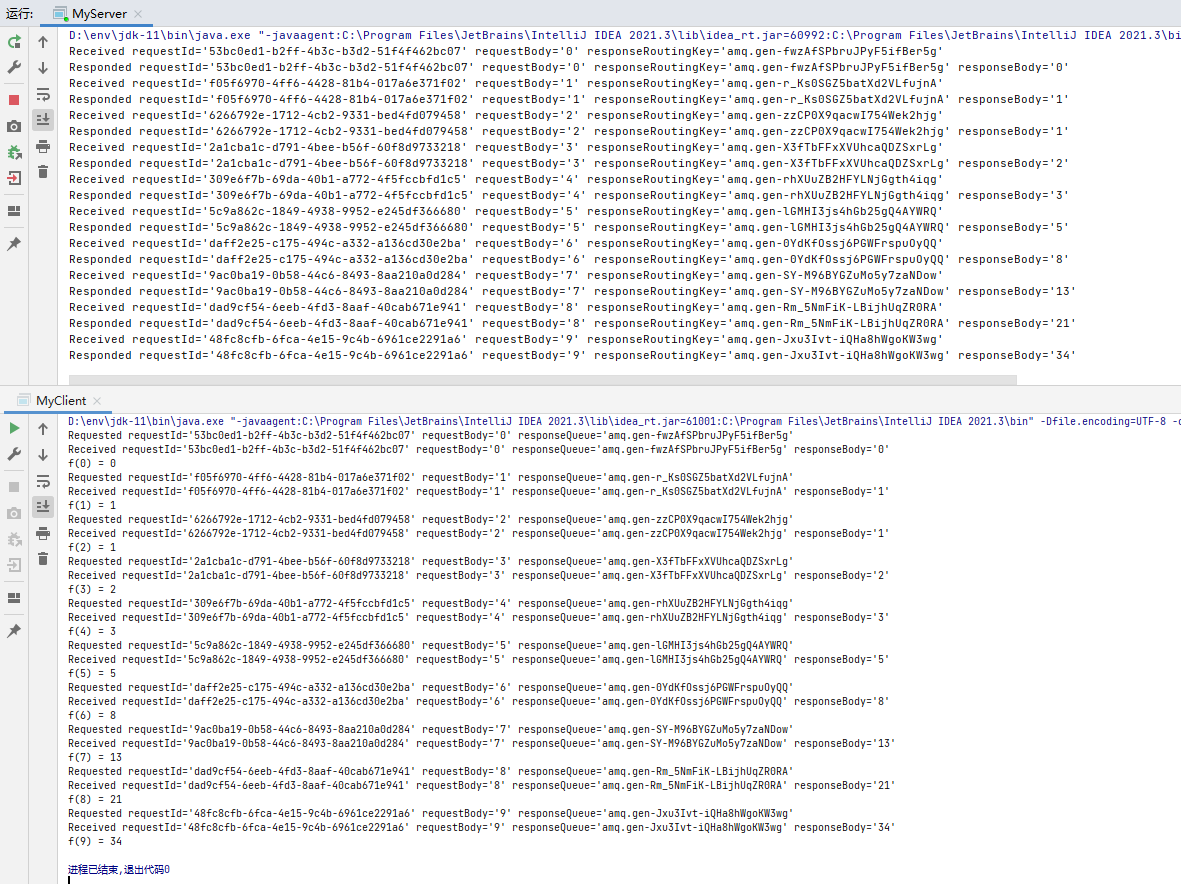 运行: MyServer
D:\env\jdk-11\bin\java.exe "-javaagent:C:\Program Files\JetBrains\IntelliJ IDEA 2021.3\lib\idea_rt.jar=60992:C:\Program Files\JetBrains\IntelliJ IDEA 2021.3\bi
Received requestId='53bc0ed1-b2ff-4b3c-b3d2-51f4f462bc07' requestBody='0' responseRoutingKey='amq.gen-fwzAfSPbruJPyF5ifBer5g'
Responded requestId='53bc0ed1-b2ff-4b3c-b3d2-51f4f462bc07' requestBody='0' responseRoutingKey='amq.gen-fwzAfSPbruJPyF5ifBer5g' responseBody='0'
Received requestId='f05f6970-4ff6-4428-81b4-017a6e371f02' requestBody='1' responseRoutingKey='amq.gen-r_Ks0SGZ5batXd2VLfujnA'
Responded requestId='f05f6970-4ff6-4428-81b4-017a6e371f02' requestBody='1' responseRoutingKey='amq.gen-r_Ks0SGZ5batXd2VLfujnA' responseBody='1'
Received requestId='6266792e-1712-4cb2-9331-bed4fd079458' requestBody='2' responseRoutingKey='amq.gen-zzCP0X9qacwI754Wek2hjg'
Responded requestId='6266792e-1712-4cb2-9331-bed4fd079458' requestBody='2' responseRoutingKey='amq.gen-zzCP0X9qacwI754Wek2hjg' responseBody='1'
Received requestId='2a1cba1c-d791-4bee-b56f-60f8d9733218' requestBody='3' responseRoutingKey='amq.gen-X3fTbFFxXVUhcaQDZSxrLg'
Responded requestId='2a1cba1c-d791-4bee-b56f-60f8d9733218' requestBody='3' responseRoutingKey='amq.gen-X3fTbFFxXVUhcaQDZSxrLg' responseBody='2'
Received requestId='309e6f7b-69da-40b1-a772-4f5fccbfd1c5' requestBody='4' responseRoutingKey='amq.gen-rhXUuZB2HFYLNjGgth4iqg'
Responded requestId='309e6f7b-69da-40b1-a772-4f5fccbfd1c5' requestBody='4' responseRoutingKey='amq.gen-rhXUuZB2HFYLNjGgth4iqg' responseBody='3'
Received requestId='5c9a862c-1849-4938-9952-e245df366680' requestBody='5' responseRoutingKey='amq.gen-lGMHI3js4hGb25gQ4AYWRQ'
Responded requestId='5c9a862c-1849-4938-9952-e245df366680' requestBody='5' responseRoutingKey='amq.gen-lGMHI3js4hGb25gQ4AYWRQ' responseBody='5'
Received requestId='daff2e25-c175-494c-a332-a136cd30e2ba' requestBody='6' responseRoutingKey='amq.gen-0YdKfOssj6PGWFrspuOyQQ'
Responded requestId='daff2e25-c175-494c-a332-a136cd30e2ba' requestBody='6' responseRoutingKey='amq.gen-0YdKfOssj6PGWFrspuOyQQ' responseBody='8'
Received requestId='9ac0ba19-0b58-44c6-8493-8aa210a0d284' requestBody='7' responseRoutingKey='amq.gen-SY-M96BYGZuMo5y7zaNDow'
Responded requestId='9ac0ba19-0b58-44c6-8493-8aa210a0d284' requestBody='7' responseRoutingKey='amq.gen-SY-M96BYGZuMo5y7zaNDow' responseBody='13'
Received requestId='dad9cf54-6eeb-4fd3-8aaf-40cab671e941' requestBody='8' responseRoutingKey='amq.gen-Rm_5NmFiK-LBijhUqZR0RA'
Responded requestId='dad9cf54-6eeb-4fd3-8aaf-40cab671e941' requestBody='8' responseRoutingKey='amq.gen-Rm_5NmFiK-LBijhUqZR0RA' responseBody='21'
Received requestId='48fc8cfb-6fca-4e15-9c4b-6961ce2291a6' requestBody='9' responseRoutingKey='amq.gen-Jxu3Ivt-iQHa8hWgoKW3wg'
Responded requestId='48fc8cfb-6fca-4e15-9c4b-6961ce2291a6' requestBody='9' responseRoutingKey='amq.gen-Jxu3Ivt-iQHa8hWgoKW3wg' responseBody='34'
MyClient
D:\env\jdk-11\bin\java.exe "-javaagent:C:\Program Files\JetBrains\IntelliJ IDEA 2021.3\lib\idea_rt.jar=61001:C:\Program Files\JetBrains\IntelliJ IDEA 2021.3\bin" -Dfile.encoding=UTF-8 -c
Requested requestId='53bc0ed1-b2ff-4b3c-b3d2-51f4f462bc07' requestBody='0' responseQueue='amq.gen-fwzAfSPbruJPyF5ifBer5g'
Received requestId='53bc0ed1-b2ff-4b3c-b3d2-51f4f462bc07' requestBody='0' responseQueue='amq.gen-fwzAfSPbruJPyF5ifBer5g' responseBody='0'
f(0) = 0
Requested requestId='f05f6970-4ff6-4428-81b4-017a6e371f02' requestBody='1' responseQueue='amq.gen-r_Ks0SGZ5batXd2VLfujnA'
Received requestId='f05f6970-4ff6-4428-81b4-017a6e371f02' requestBody='1' responseQueue='amq.gen-r_Ks0SGZ5batXd2VLfujnA' responseBody='1'
f(1) = 1
Requested requestId='6266792e-1712-4cb2-9331-bed4fd079458' requestBody='2' responseQueue='amq.gen-zzCP0X9qacwI754Wek2hjg'
Received requestId='6266792e-1712-4cb2-9331-bed4fd079458' requestBody='2' responseQueue='amq.gen-zzCP0X9qacwI754Wek2hjg' responseBody='1'
f(2) = 1
Requested requestId='2a1cba1c-d791-4bee-b56f-60f8d9733218' requestBody='3' responseQueue='amq.gen-X3fTbFFxXVUhcaQDZSxrLg'
Received requestId='2a1cba1c-d791-4bee-b56f-60f8d9733218' requestBody='3' responseQueue='amq.gen-X3fTbFFxXVUhcaQDZSxrLg' responseBody='2'
f(3) = 2
Requested requestId='309e6f7b-69da-40b1-a772-4f5fccbfd1c5' requestBody='4' responseQueue='amq.gen-rhXUuZB2HFYLNjGgth4iqg'
Received requestId='309e6f7b-69da-40b1-a772-4f5fccbfd1c5' requestBody='4' responseQueue='amq.gen-rhXUuZB2HFYLNjGgth4iqg' responseBody='3'
f(4) = 3
Requested requestId='5c9a862c-1849-4938-9952-e245df366680' requestBody='5' responseQueue='amq.gen-lGMHI3js4hGb25gQ4AYWRQ'
Received requestId='5c9a862c-1849-4938-9952-e245df366680' requestBody='5' responseQueue='amq.gen-lGMHI3js4hGb25gQ4AYWRQ' responseBody='5'
f(5) = 5
Requested requestId='daff2e25-c175-494c-a332-a136cd30e2ba' requestBody='6' responseQueue='amq.gen-0YdKfOssj6PGWFrspuOyQQ'
Received requestId='daff2e25-c175-494c-a332-a136cd30e2ba' requestBody='6' responseQueue='amq.gen-0YdKfOssj6PGWFrspuOyQQ' responseBody='8'
f(6) = 8
Requested requestId='9ac0ba19-0b58-44c6-8493-8aa210a0d284' requestBody='7' responseQueue='amq.gen-SY-M96BYGZuMo5y7zaNDow'
Received requestId='9ac0ba19-0b58-44c6-8493-8aa210a0d284' requestBody='7' responseQueue='amq.gen-SY-M96BYGZuMo5y7zaNDow' responseBody='13'
f(7) = 13
Requested requestId='dad9cf54-6eeb-4fd3-8aaf-40cab671e941' requestBody='8' responseQueue='amq.gen-Rm_5NmFiK-LBijhUqZR0RA'
Received requestId='dad9cf54-6eeb-4fd3-8aaf-40cab671e941' requestBody='8' responseQueue='amq.gen-Rm_5NmFiK-LBijhUqZR0RA' responseBody='21'
f(8) = 21
Requested requestId='48fc8cfb-6fca-4e15-9c4b-6961ce2291a6' requestBody='9' responseQueue='amq.gen-Jxu3Ivt-iQHa8hWgoKW3wg'
Received requestId='48fc8cfb-6fca-4e15-9c4b-6961ce2291a6' requestBody='9' responseQueue='amq.gen-Jxu3Ivt-iQHa8hWgoKW3wg' responseBody='34'
f(9) = 34
进程已结束,退出代码0